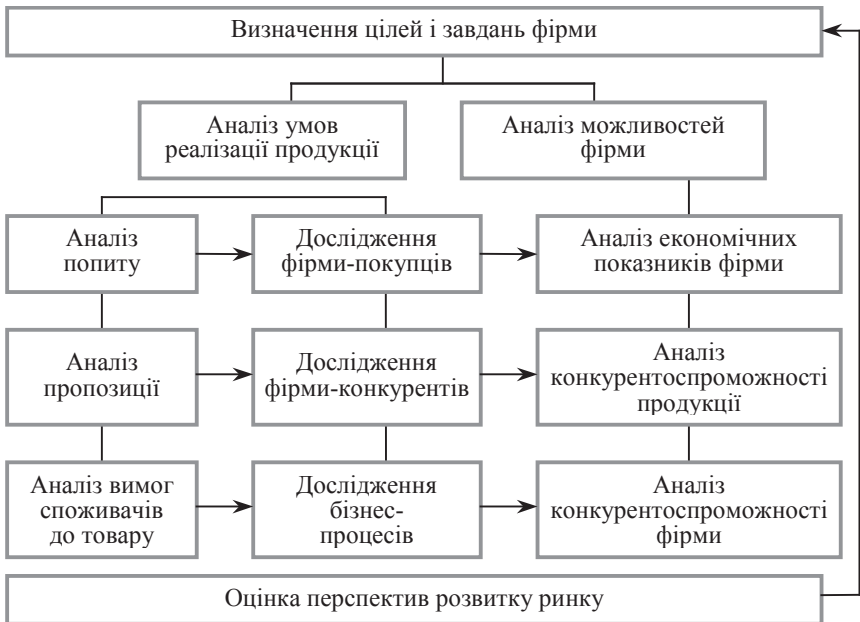 Визначення цілей і завдань фірми
Аналіз умов
реалізації продукції
Аналіз можливостей
фірми
Аналіз
попиту
Дослідження
фірми-покупців
Аналіз економічних
показників фірми
Аналіз
пропозиції
Дослідження
фірми-конкурентів
Аналіз
конкурентоспроможності
продукції
Аналіз вимог
споживачів
до товару
Дослідження
бізнес-
процесів
Аналіз
конкурентоспроможності
фірми
Оцінка перспектив розвитку ринку